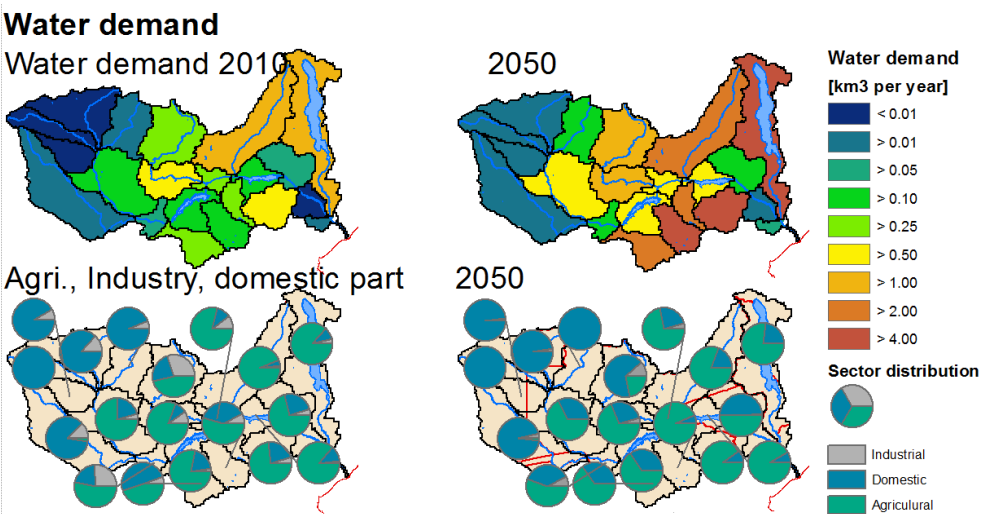 Water demand
Water demand 2010
2050
Water demand
[km3 per year]
< 0.01
> 0.01
> 0.05
> 0.10
> 0.25
> 0.50
> 1.00
> 2.00
> 4.00
Agri., Industry, domestic part
2050
Sector distribution
Industrial
Domestic
Agriculural